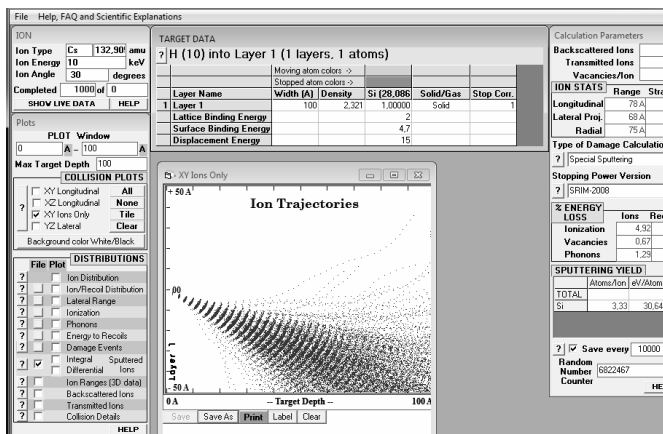 File Help, FAQ and Scientific Explanations
ION
Ion Type Cs 132,90! amu
Ion Energy 10 keV
Ion Angle 30 degrees
Completed 1000 of 0
SHOW LIVE DATA HELP
Plots
PLOT Window
0 A - 100 A
Max Target Depth 100
COLLISION PLOTS
? XY Longitudinal All
XZ Longitudinal None
XY Ions Only Tile
YZ Lateral Clear
Background color White/Black
File Plot DISTRIBUTIONS
? Ion Distribution
? Ion/Recoil Distribution
? Lateral Range
? Ionization
? Phonons
? Energy to Recoils
? Damage Events
? Integral Sputtered
Differential Ions
? Ion Ranges (3D data)
? Backscattered Ions
? Transmitted Ions
? Collision Details
HELP
TARGET DATA
? H (10) into Layer 1 (1 layers, 1 atoms)
Moving atom colors ->
Stopped atom colors ->
Layer Name Width (A) Density Si (28,086 Solid/Gas Stop Corr.
1 Layer 1 100 2,321 1,00000 Solid 1
Lattice Binding Energy 2
Surface Binding Energy 4,7
Displacement Energy 15
XY Ions Only
+ 50 A
Ion Trajectories
00
Layer 1
- 50 A
0 A -- Target Depth -- 100 A
Save Save As Print Label Clear
Calculation Parameters
Backscattered Ions
Transmitted Ions
Vacancies/Ion
ION STATS Range Stra
Longitudinal 78 A
Lateral Proj. 68 A
Radial 75 A
Type of Damage Calculatio
? Special Sputtering
Stopping Power Version
? SRIM-2008
% ENERGY LOSS Ions Rec
Ionization 4,92
Vacancies 0,67
Phonons 1,29
SPUTTERING YIELD
Atoms/Ion eV/Atom
TOTAL
Si 3,33 30,64
? Save every 10000
Random
Number 6822467
Counter
HE